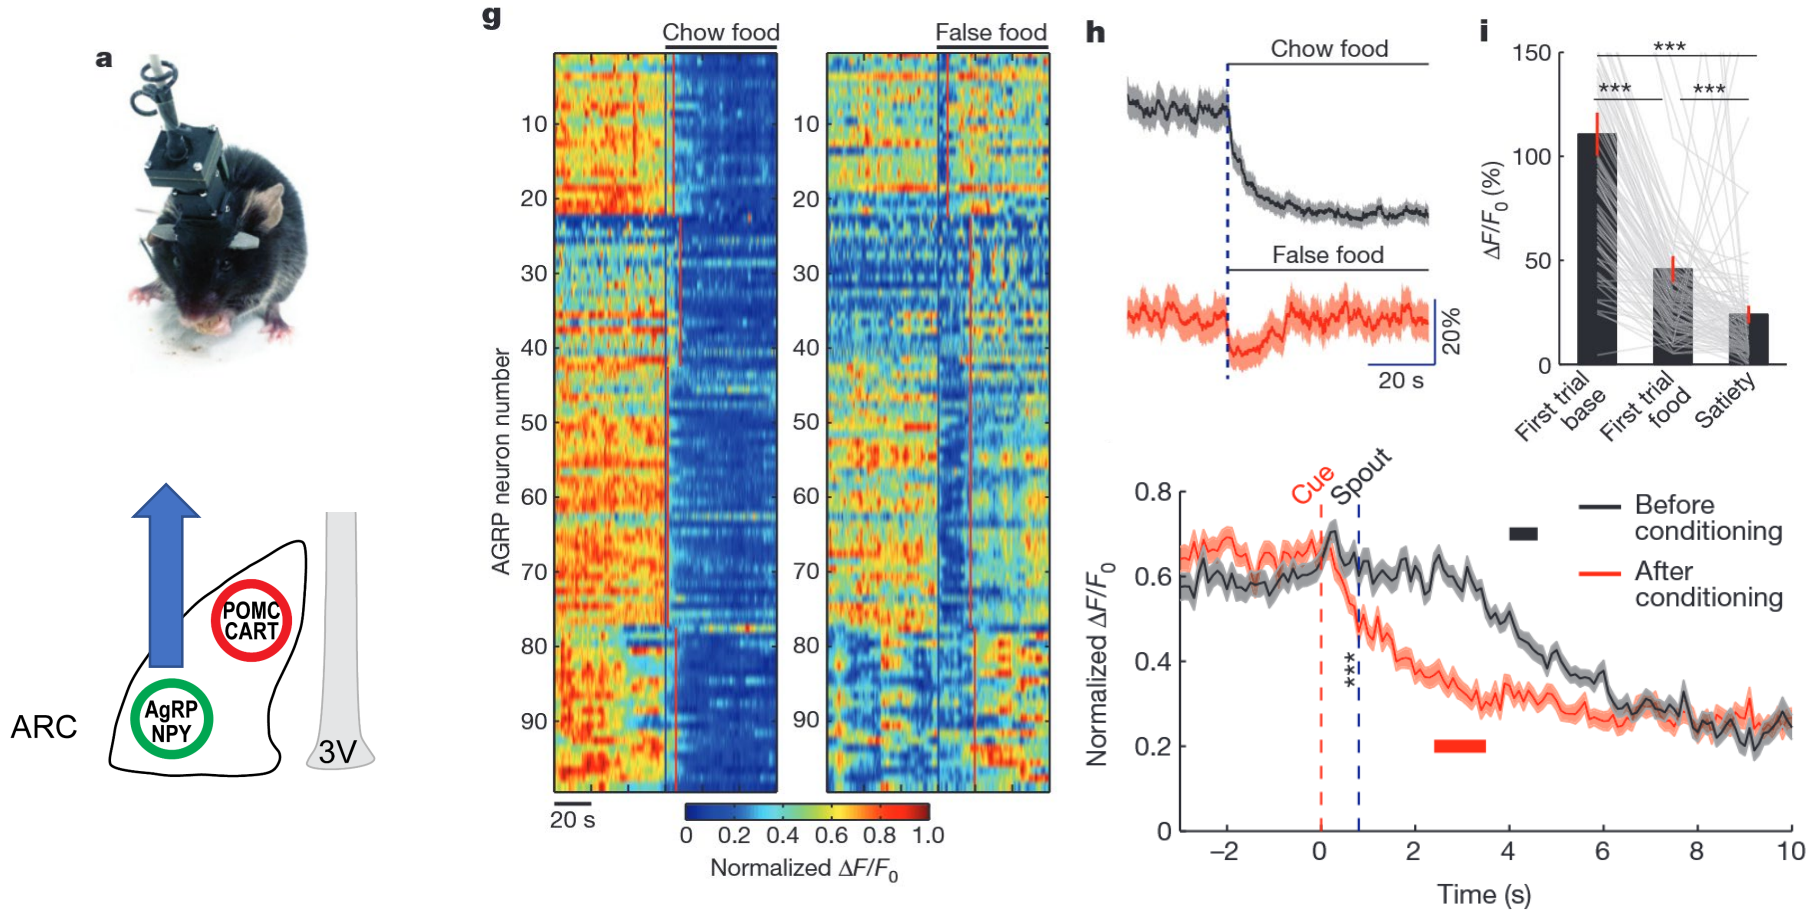 a
ARC
POMC
CART
AgRP
NPY
3V
g
Chow food
False food
AGRP neuron number
10
20
30
40
50
60
70
80
90
10
20
30
40
50
60
70
80
90
20 s
0 0.2 0.4 0.6 0.8 1.0
Normalized ΔF/F0
h
Chow food
False food
20%
20 s
i
ΔF/F0 (%)
150
100
50
0
***
*** ***
First trial
base
First trial
food
Satiety
Cue
Spout
Before
conditioning
After
conditioning
***
Normalized ΔF/F0
0.8
0.6
0.4
0.2
0
–2 0 2 4 6 8 10
Time (s)